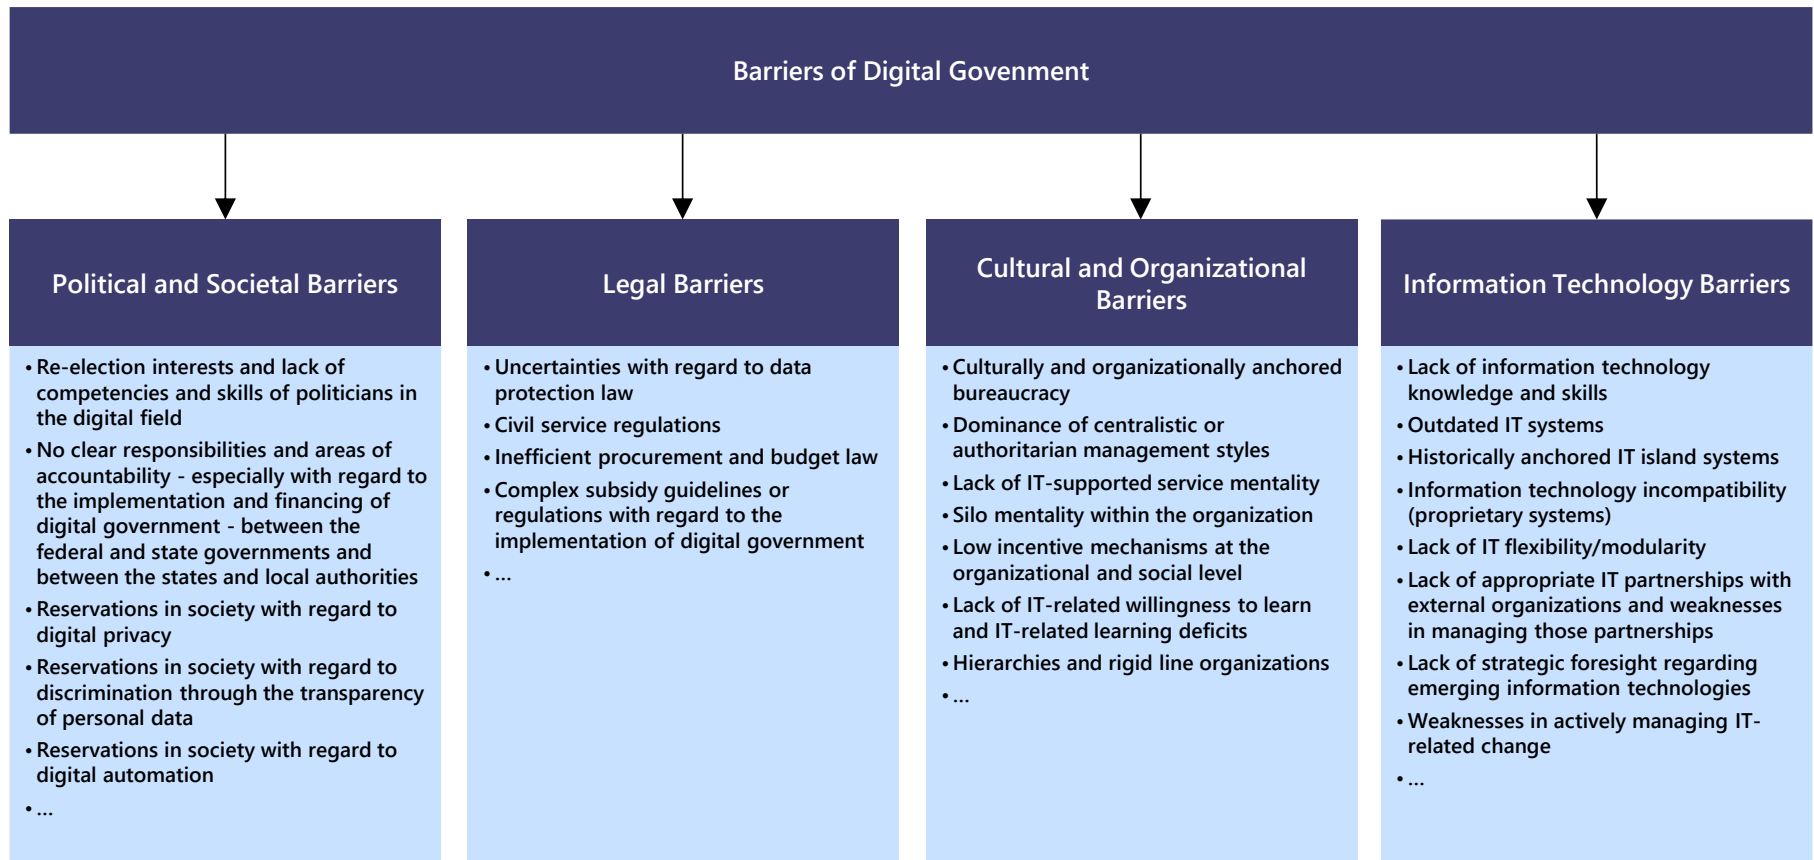 Barriers of Digital Govenment
Political and Societal Barriers
• Re-election interests and lack of
competencies and skills of politicians in
the digital field
• No clear responsibilities and areas of
accountability - especially with regard to
the implementation and financing of
digital government - between the
federal and state governments and
between the states and local authorities
• Reservations in society with regard to
digital privacy
• Reservations in society with regard to
discrimination through the transparency
of personal data
• Reservations in society with regard to
digital automation
• ...
Legal Barriers
• Uncertainties with regard to data
protection law
• Civil service regulations
• Inefficient procurement and budget law
• Complex subsidy guidelines or
regulations with regard to the
implementation of digital government
• ...
Cultural and Organizational
Barriers
• Culturally and organizationally anchored
bureaucracy
• Dominance of centralistic or
authoritarian management styles
• Lack of IT-supported service mentality
• Silo mentality within the organization
• Low incentive mechanisms at the
organizational and social level
• Lack of IT-related willingness to learn
and IT-related learning deficits
• Hierarchies and rigid line organizations
• ...
Information Technology Barriers
• Lack of information technology
knowledge and skills
• Outdated IT systems
• Historically anchored IT island systems
• Information technology incompatibility
(proprietary systems)
• Lack of IT flexibility/modularity
• Lack of appropriate IT partnerships with
external organizations and weaknesses
in managing those partnerships
• Lack of strategic foresight regarding
emerging information technologies
• Weaknesses in actively managing IT-
related change
• ...